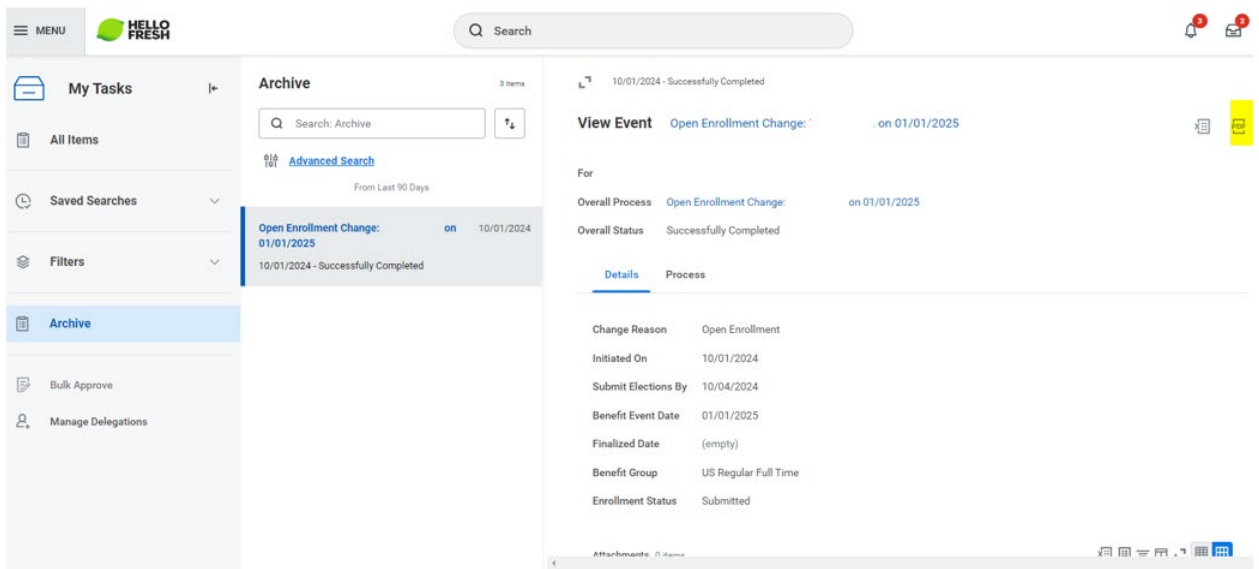 MENU
HELLO
FRESH
Search
3
2
My Tasks
All Items
Saved Searches
Filters
Archive
Bulk Approve
Manage Delegations
Archive
3 items
Search: Archive
Advanced Search
From Last 90 Days
Open Enrollment Change: on 10/01/2024
01/01/2025
10/01/2024 - Successfully Completed
10/01/2024 - Successfully Completed
View Event Open Enrollment Change: ' . on 01/01/2025
PDF
For
Overall Process Open Enrollment Change: on 01/01/2025
Overall Status Successfully Completed
Details Process
Change Reason Open Enrollment
Initiated On 10/01/2024
Submit Elections By 10/04/2024
Benefit Event Date 01/01/2025
Finalized Date (empty)
Benefit Group US Regular Full Time
Enrollment Status Submitted
Attachments 0 items